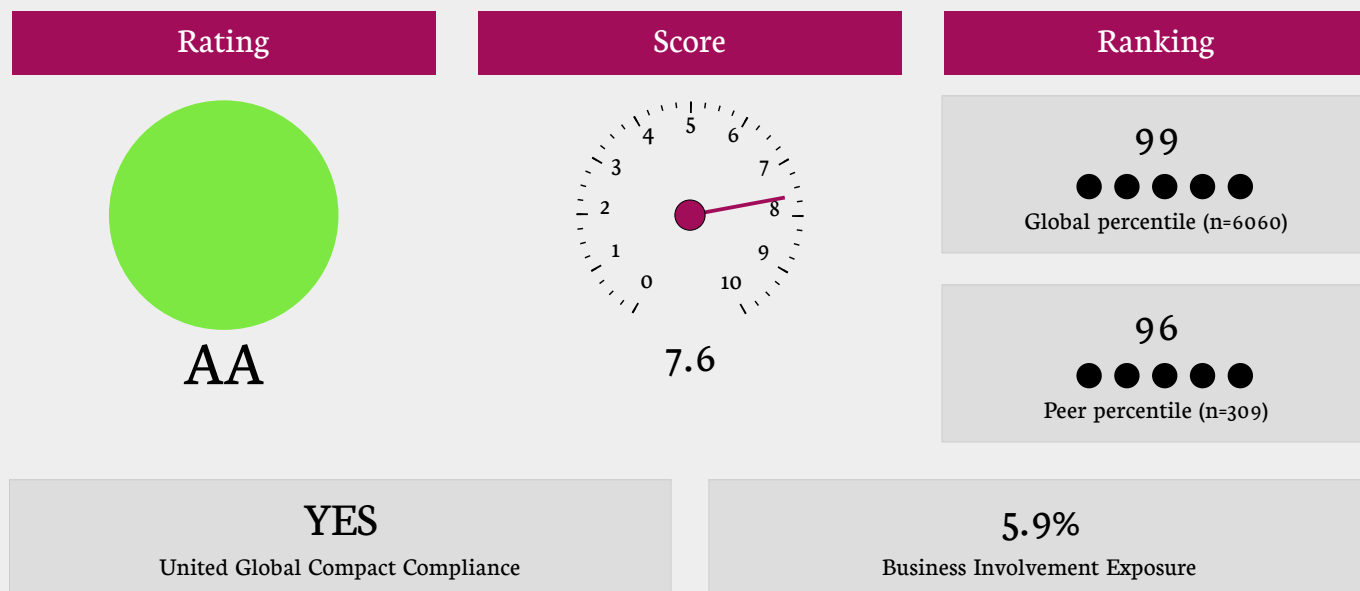 Rating
Score
Ranking
0
1
2
3
4
5
6
7
8
9
10
AA
7.6
99
Global percentile (n=6060)
96
Peer percentile (n=309)
YES
United Global Compact Compliance
5.9%
Business Involvement Exposure